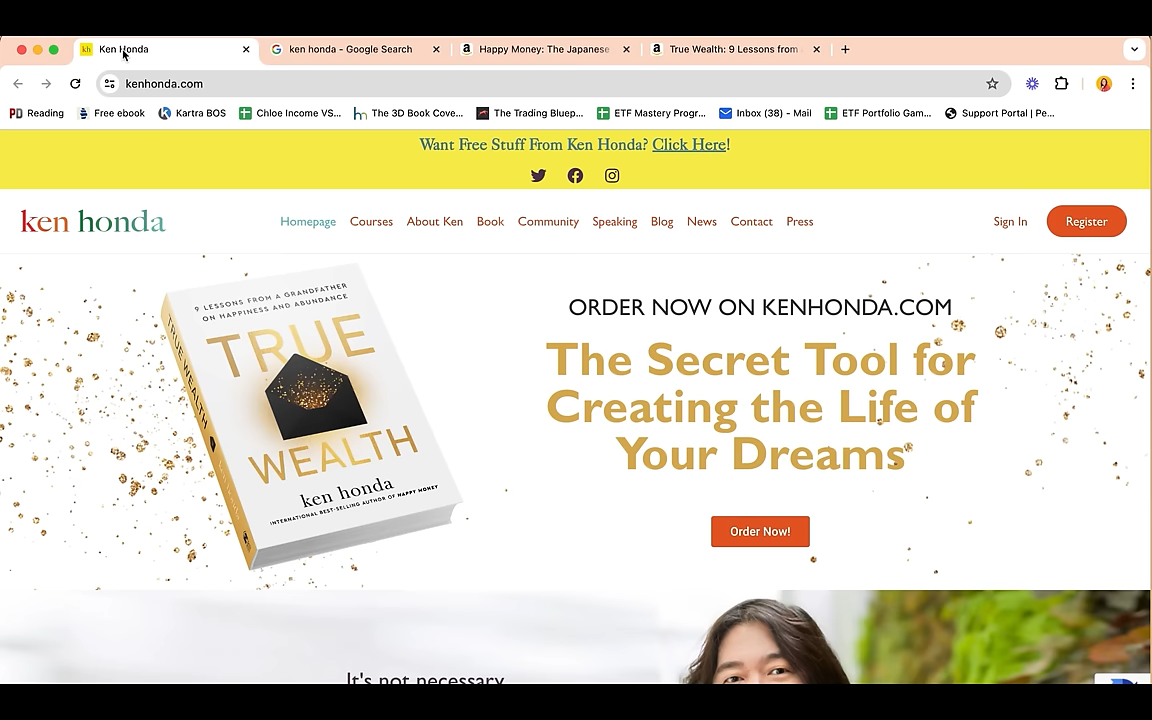 Ken Honda
ken honda - Google Search
Happy Money: The Japanese
True Wealth: 9 Lessons from
kenhonda.com
Reading
Free ebook
Kartra BOS
Chloe Income VS...
The 3D Book Cove...
The Trading Bluep...
ETF Mastery Progr...
Inbox (38) - Mail
ETF Portfolio Gam...
Support Portal | Pe...
Want Free Stuff From Ken Honda? Click Here!
ken honda
Homepage
Courses
About Ken
Book
Community
Speaking
Blog
News
Contact
Press
Sign In
Register
9 LESSONS FROM A GRANDFATHER
ON HAPPINESS AND ABUNDANCE
TRUE
WEALTH
ken honda
INTERNATIONAL BEST-SELLING AUTHOR OF HAPPY MONEY
TRUE WEALTH
ORDER NOW ON KENHONDA.COM
The Secret Tool for
Creating the Life of
Your Dreams
Order Now!
It's not necessary